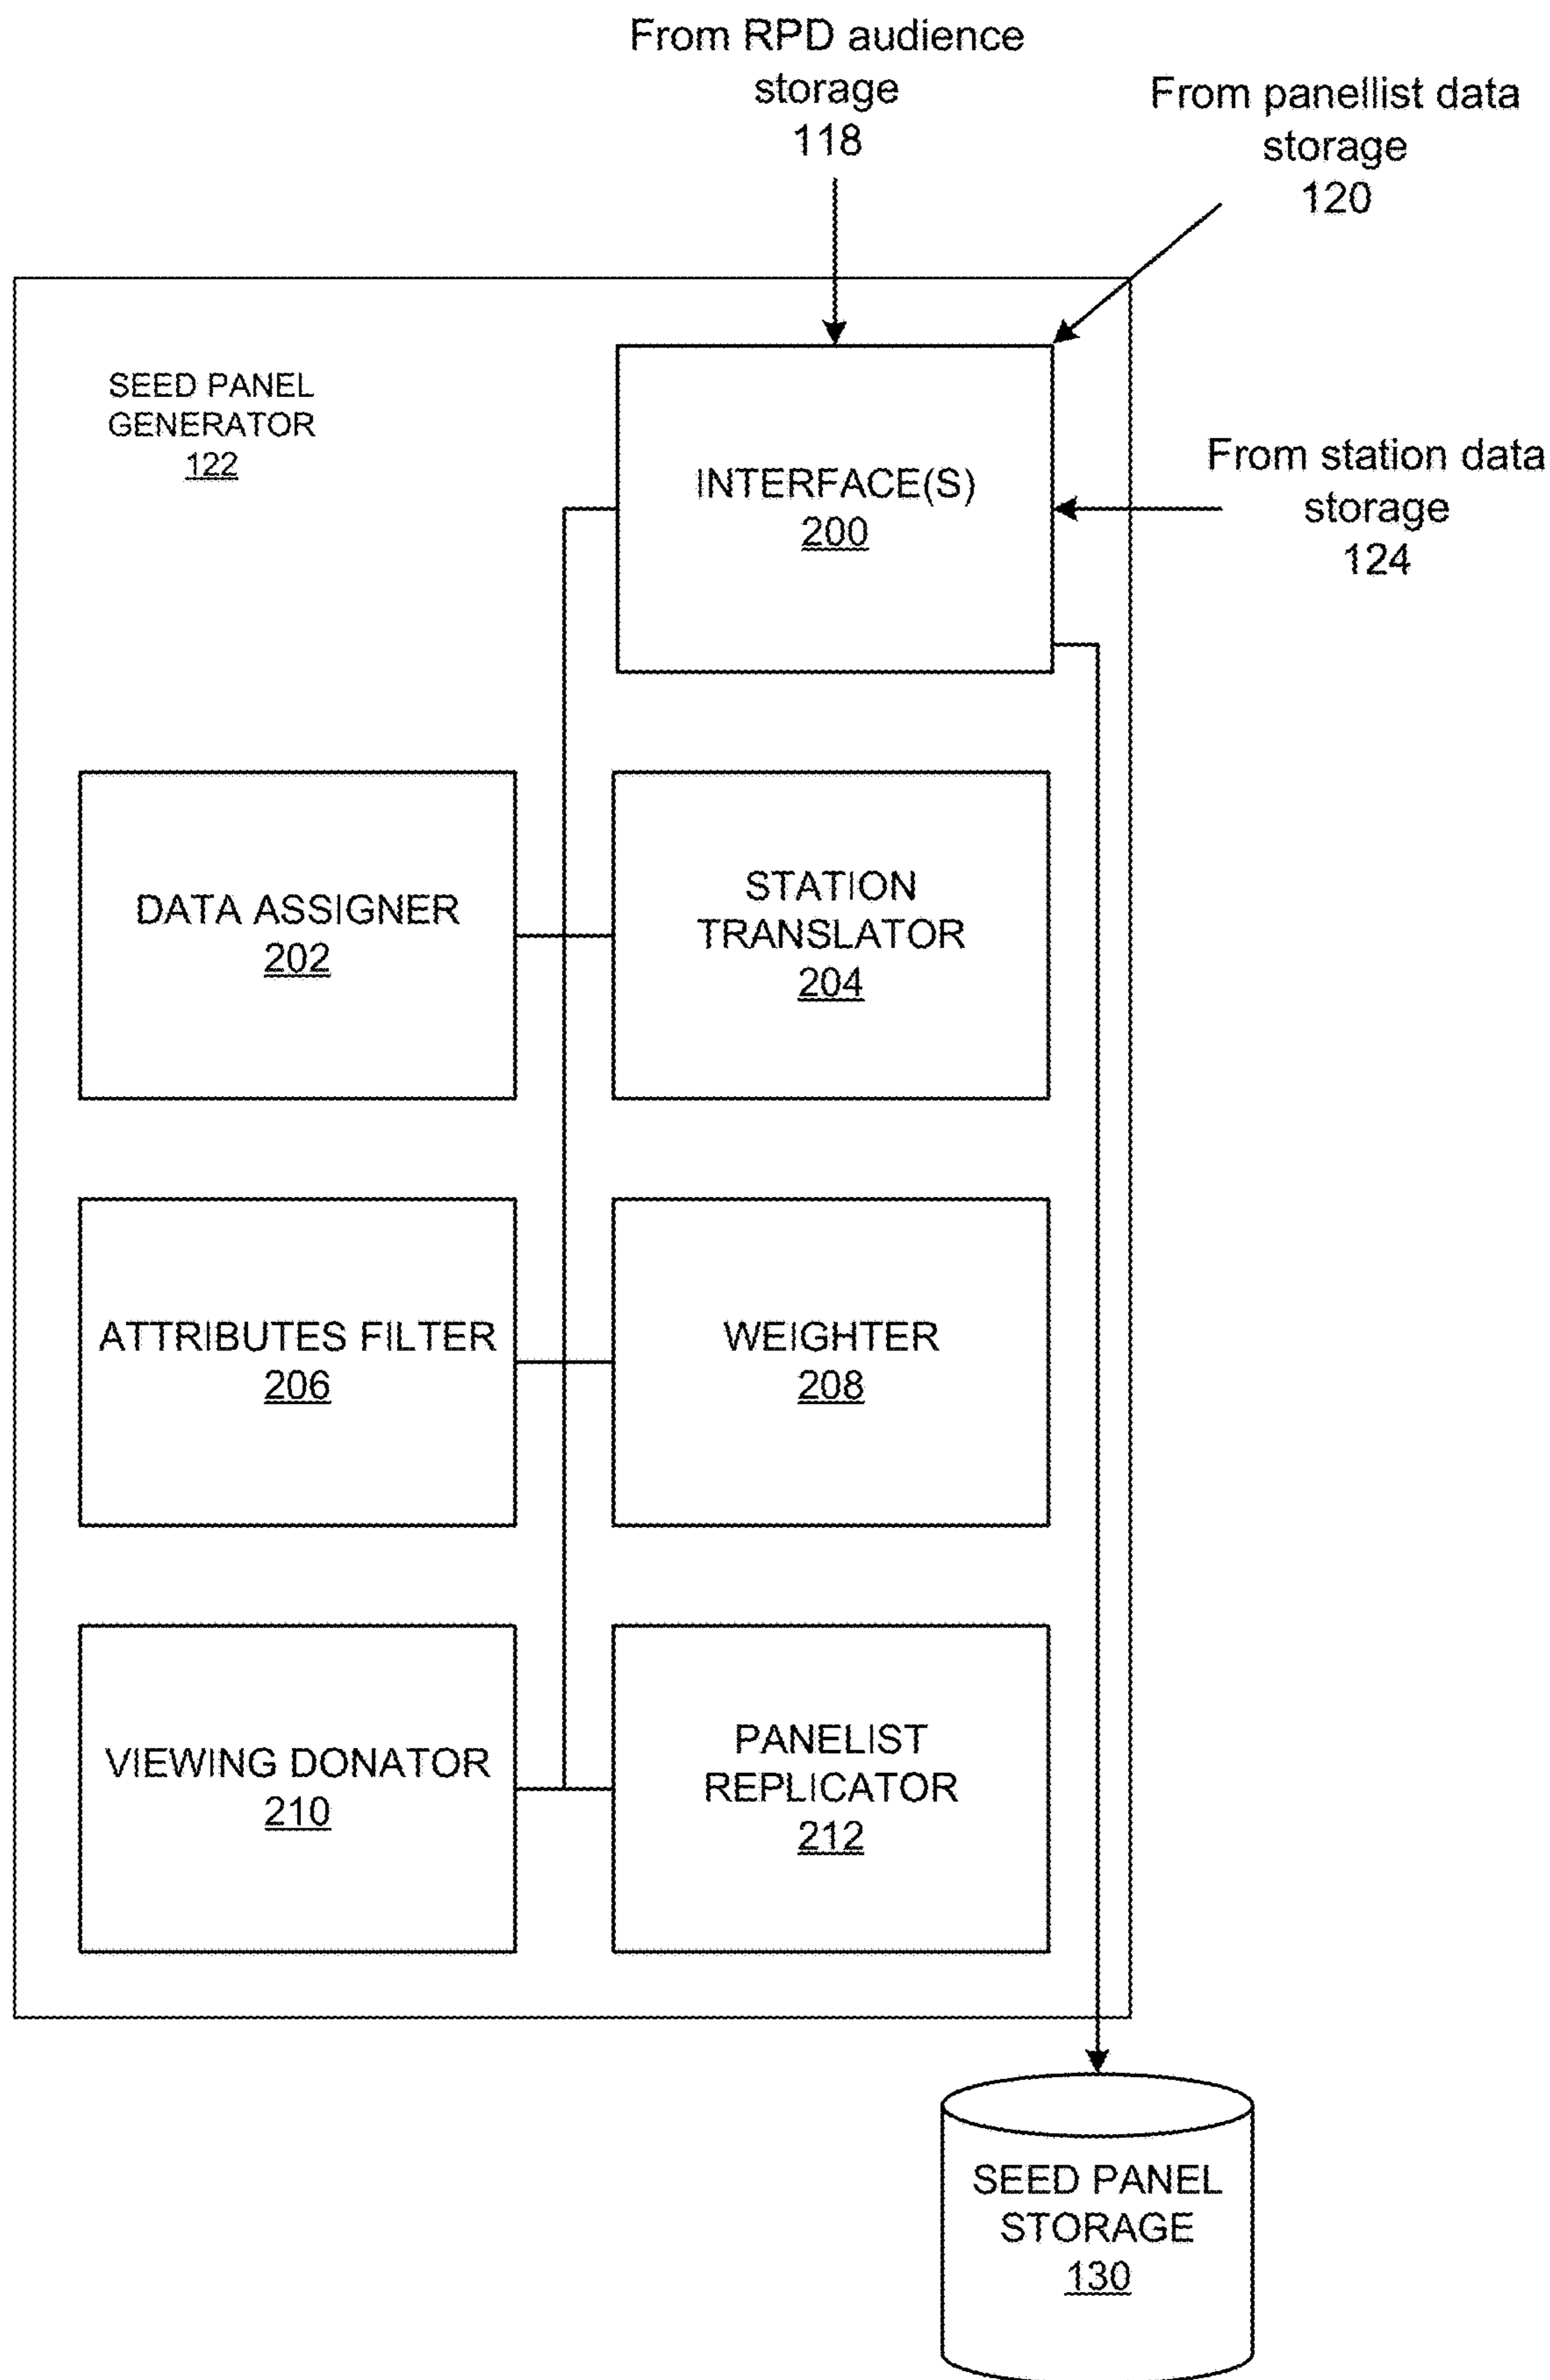 From RPD audience
storage
118
From panellist data
storage
120
SEED PANEL
GENERATOR
122
INTERFACE(S)
200
From station data
storage
124
DATA ASSIGNER
202
STATION
TRANSLATOR
204
ATTRIBUTES FILTER
206
WEIGHTER
208
VIEWING DONATOR
210
PANELIST
REPLICATOR
212
SEED PANEL
STORAGE
130